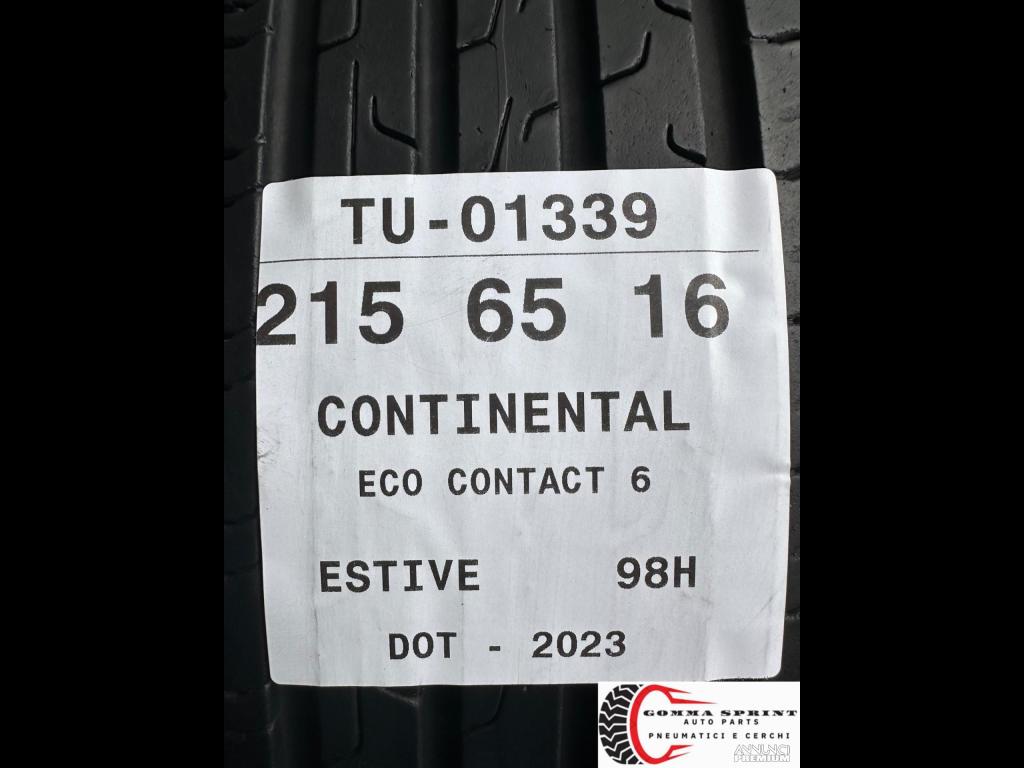 TU-01339
215 65 16
CONTINENTAL
ECO CONTACT 6
ESTIVE 98H
DOT - 2023
GOMMA SPRINT
AUTO PARTS
PNEUMATICI E CERCHI
ANNUNCI
PREMIUM